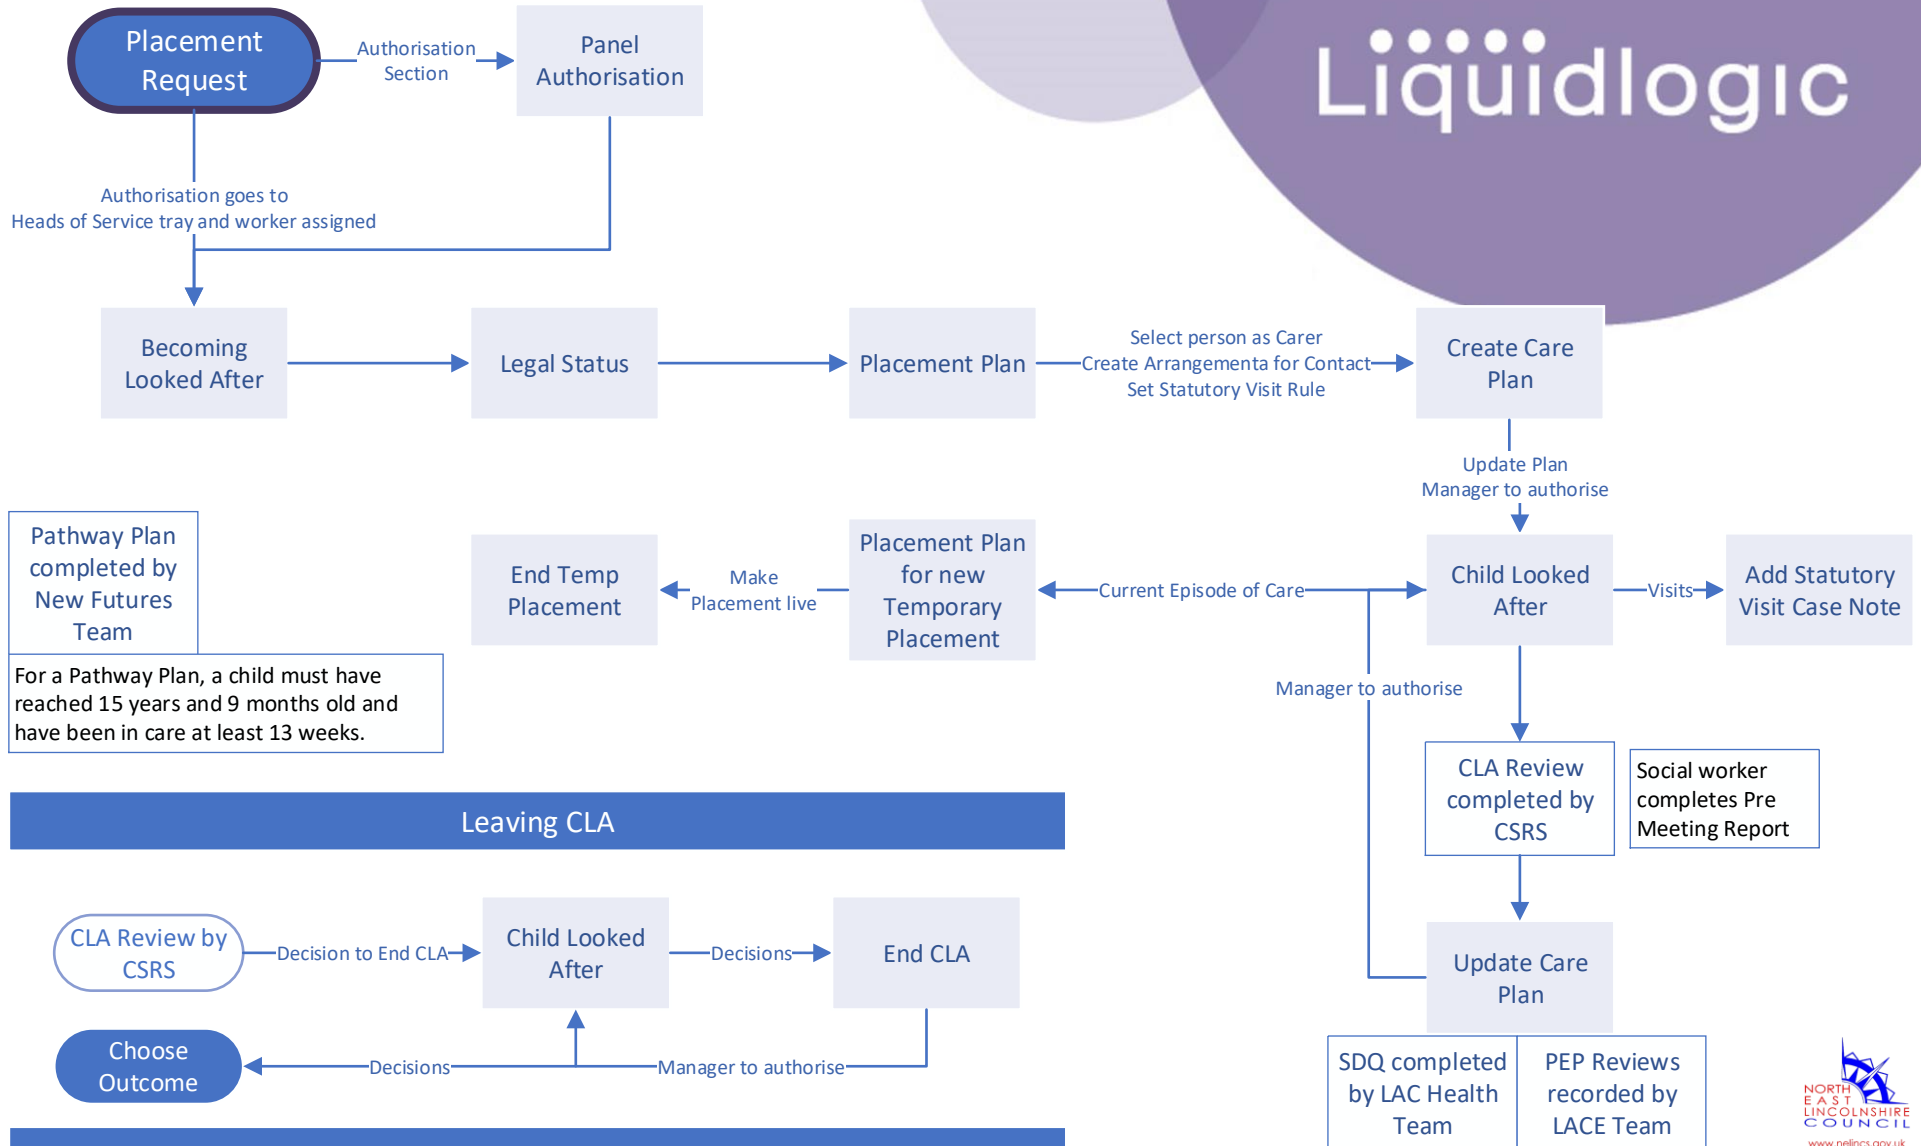 Liquidlogic
Placement
Request
Authorisation
Section
Panel
Authorisation
Authorisation goes to
Heads of Service tray and worker assigned
Becoming
Looked After
Legal Status
Placement Plan
Select person as Carer
Create Arrangementa for Contact
Set Statutory Visit Rule
Create Care
Plan
Update Plan
Manager to authorise
Pathway Plan
completed by
New Futures
Team
For a Pathway Plan, a child must have
reached 15 years and 9 months old and
have been in care at least 13 weeks.
End Temp
Placement
Make
Placement live
Placement Plan
for new
Temporary
Placement
Current Episode of Care
Child Looked
After
Visits
Add Statutory
Visit Case Note
Manager to authorise
CLA Review
completed by
CSRS
Social worker
completes Pre
Meeting Report
Update Care
Plan
SDQ completed
by LAC Health
Team
PEP Reviews
recorded by
LACE Team
Leaving CLA
CLA Review by
CSRS
Decision to End CLA
Child Looked
After
Decisions
End CLA
Choose
Outcome
Decisions
Manager to authorise
NORTH
EAST
LINCOLNSHIRE
COUNCIL
www.nelincs.gov.uk